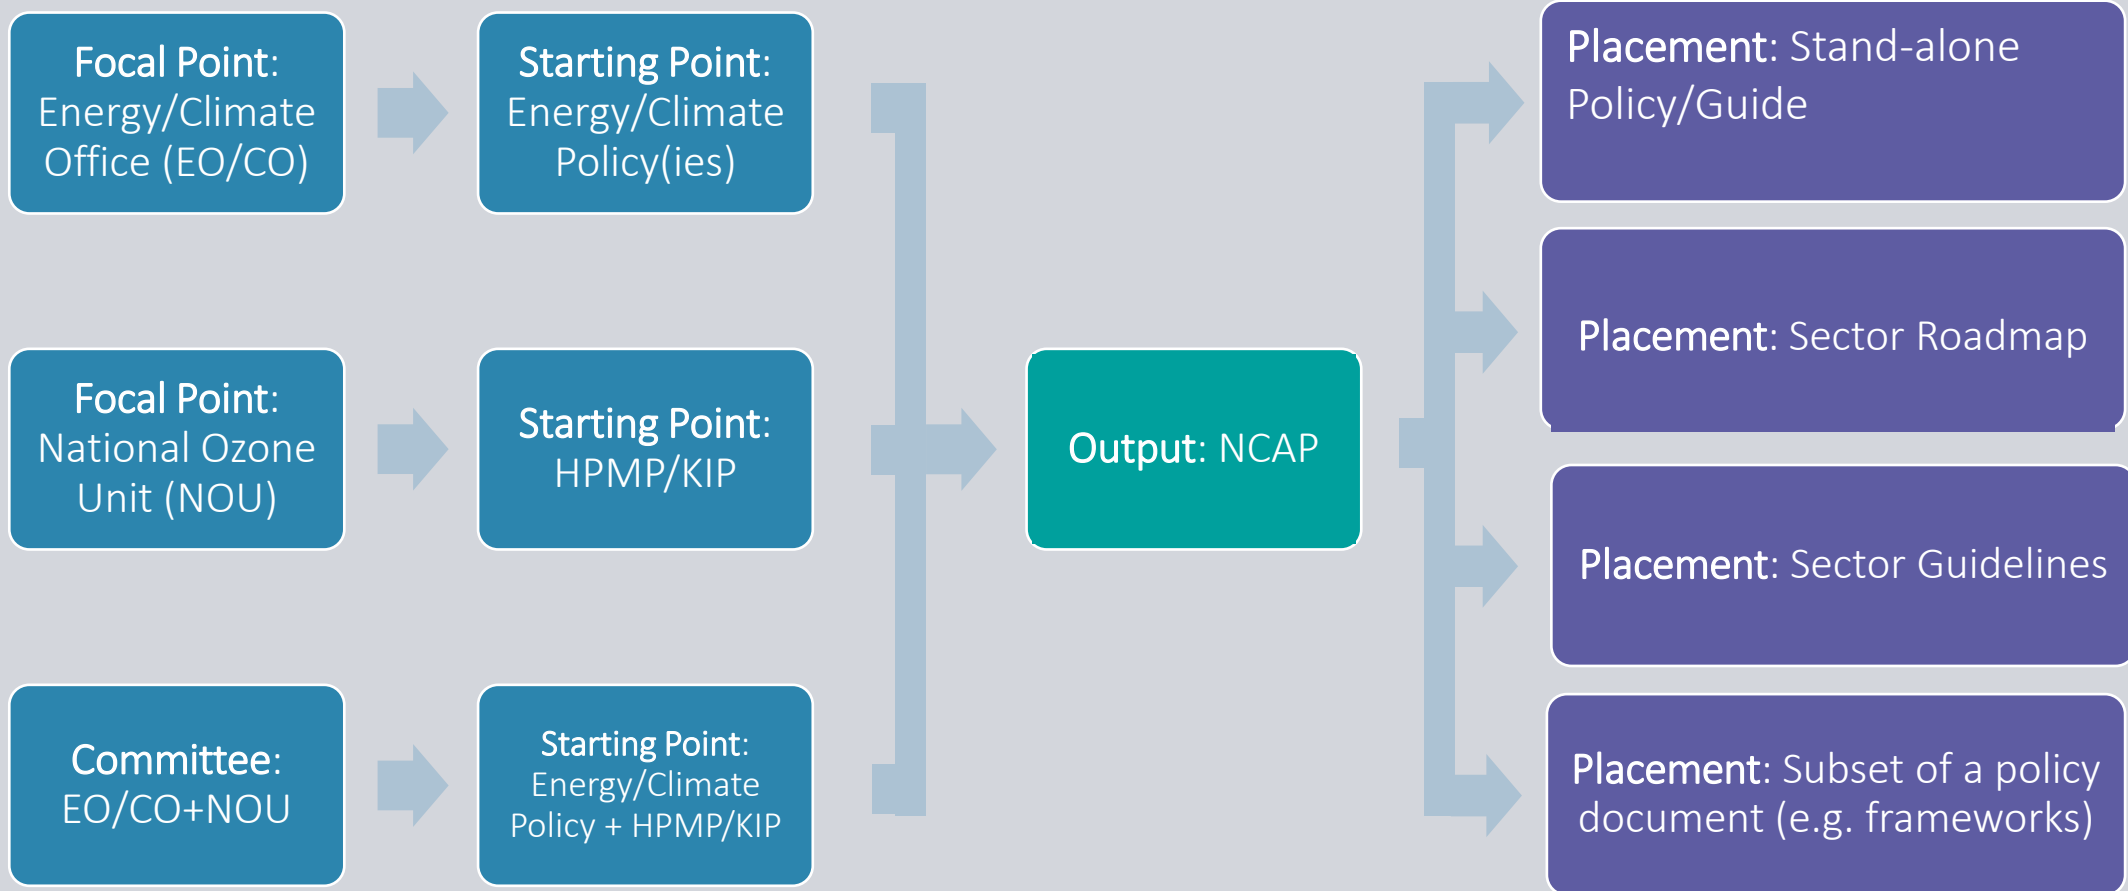 Focal Point:
Energy/Climate
Office (EO/CO)
Starting Point:
Energy/Climate
Policy(ies)
Placement: Stand-alone
Policy/Guide
Focal Point:
National Ozone
Unit (NOU)
Starting Point:
HPMP/KIP
Output: NCAP
Placement: Sector Roadmap
Placement: Sector Guidelines
Committee:
EO/CO+NOU
Starting Point:
Energy/Climate
Policy + HPMP/KIP
Placement: Subset of a policy
document (e.g. frameworks)